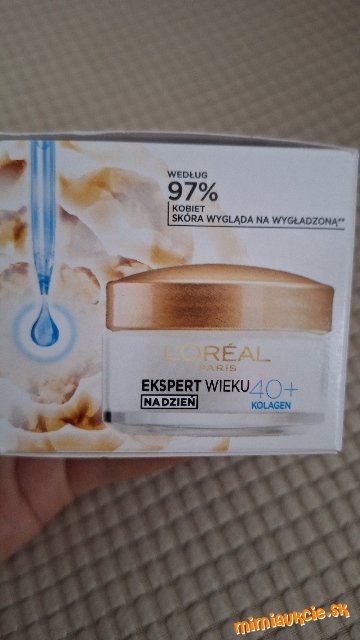 WEDŁUG
97%
KOBIET
SKÓRA WYGLĄDA NA WYGŁADZONĄ**
L'ORÉAL
PARIS
EKSPERT WIEKU 40+
NA DZIEŃ
KOLAGEN
mimiaukcie.sk